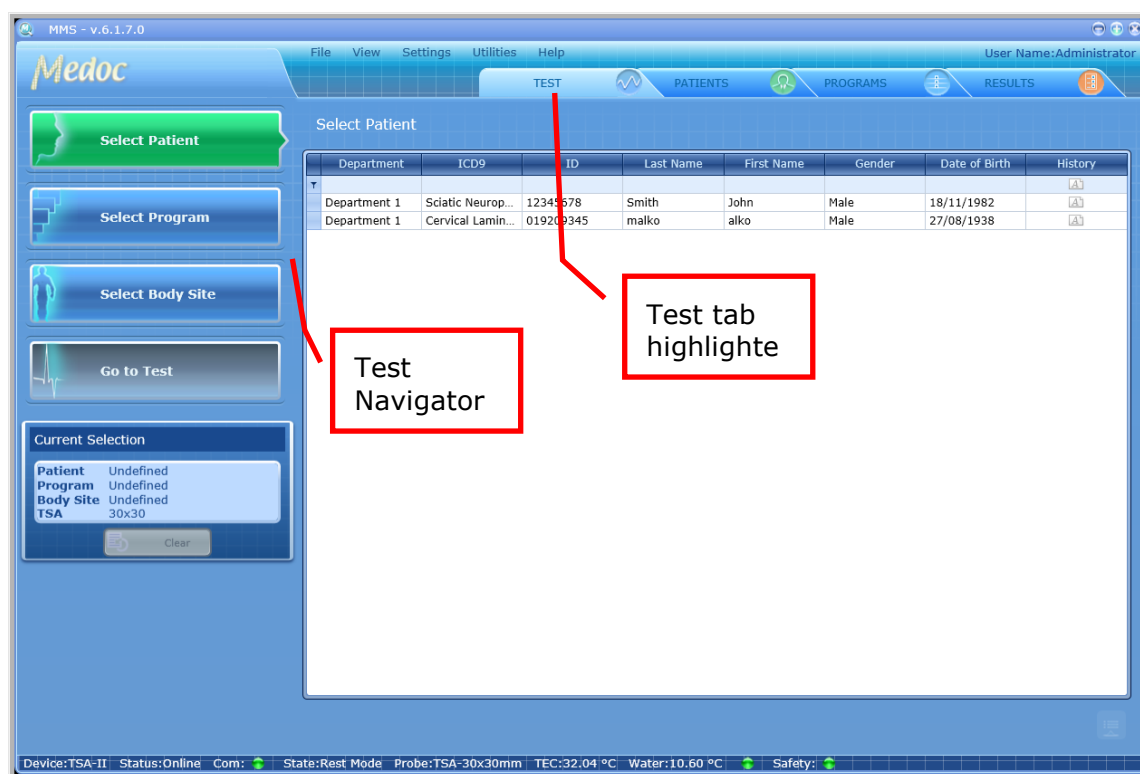 MMS - v.6.1.7.0
File View Settings Utilities Help User Name:Administrator
Medoc
TEST PATIENTS PROGRAMS RESULTS
Select Patient
Select Program
Select Body Site
Go to Test
Current Selection
Patient Undefined
Program Undefined
Body Site Undefined
TSA 30x30
Clear
Select Patient
Department ICD9 ID Last Name First Name Gender Date of Birth History
Department 1 Sciatic Neurop... 12345678 Smith John Male 18/11/1982
Department 1 Cervical Lamin... 019209345 malko alko Male 27/08/1938
Test tab
highlighte
Test
Navigator
Device:TSA-II Status:Online Com: State:Rest Mode Probe:TSA-30x30mm TEC:32.04 °C Water:10.60 °C Safety: